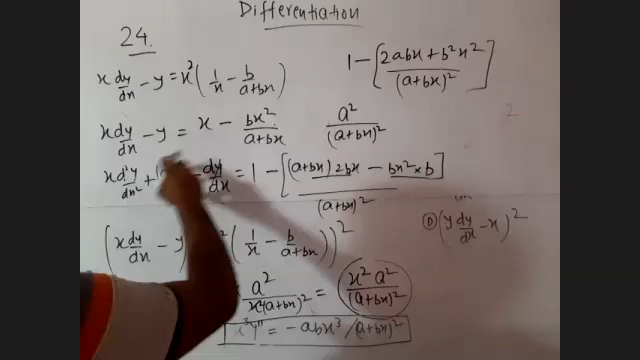 Differentiation
24.
x dy/dx - y = x² (1/x - b/(a+bx))
1 - [(2abx + b²x²)/(a+bx)²]
x dy/dx - y = x - bx²/(a+bx)
a²/(a+bx)²
x d²y/dx² + - dy/dx = 1 - [((a+bx) 2bx - bx² × b)/(a+bx)²]
(x dy/dx - y) (1/x - b/(a+bx))²
D (y dy/dx - x)²
a²/x²(a+bx)² = x²a²/(a+bx)²
x³y'' = -abx³/(a+bx)²
2